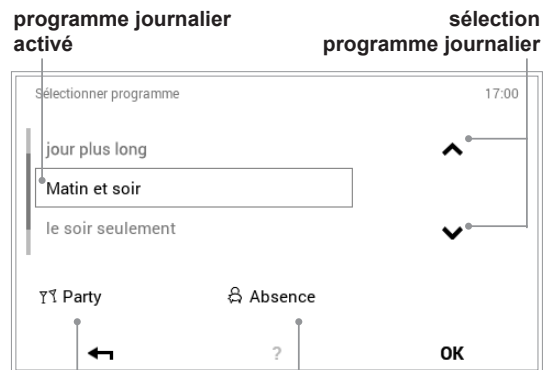 programme journalier
activé
sélection
programme journalier
Sélectionner programme 17:00
jour plus long
Matin et soir
le soir seulement
Party Absence
? OK